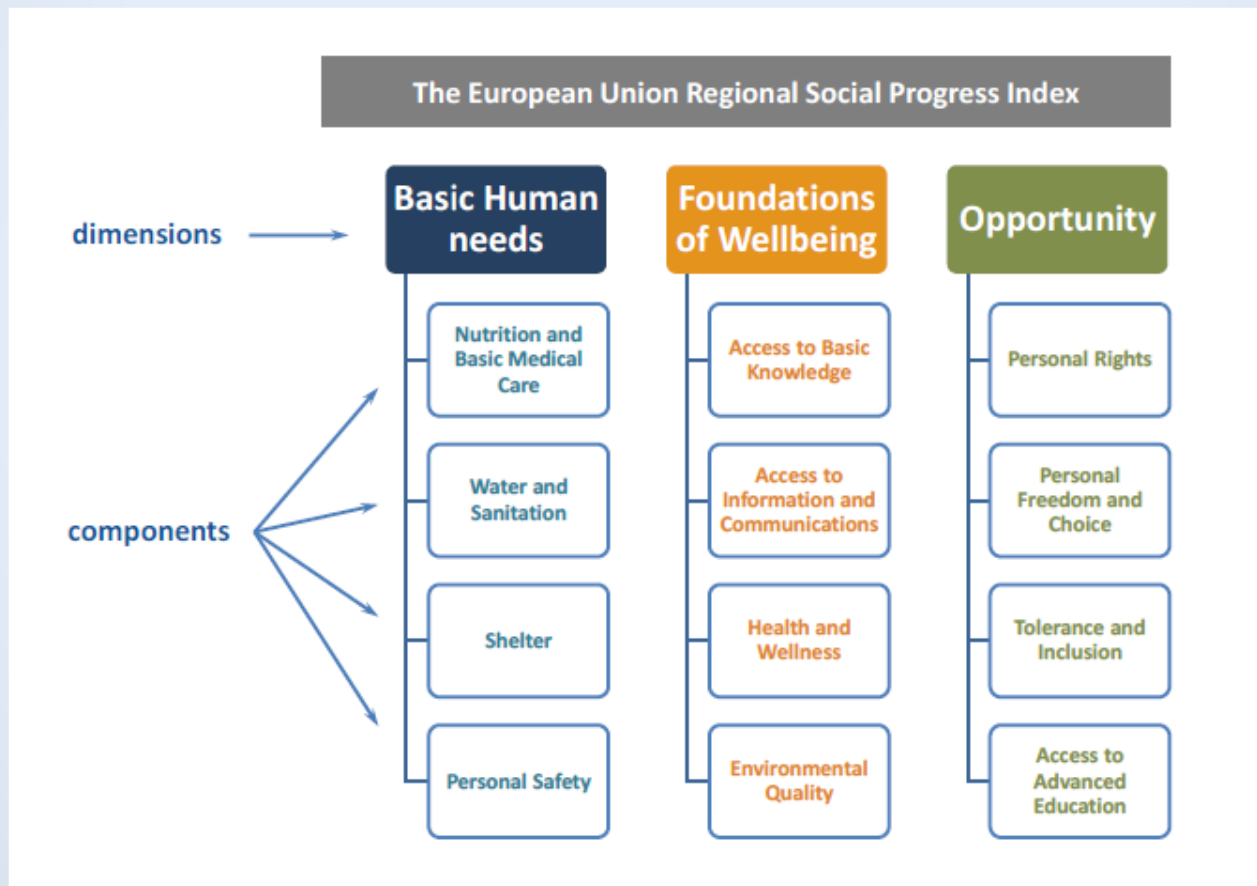 The European Union Regional Social Progress Index
dimensions
Basic Human
needs
Foundations
of Wellbeing
Opportunity
components
Nutrition and
Basic Medical
Care
Water and
Sanitation
Shelter
Personal Safety
Access to Basic
Knowledge
Access to
Information and
Communications
Health and
Wellness
Environmental
Quality
Personal Rights
Personal
Freedom and
Choice
Tolerance and
Inclusion
Access to
Advanced
Education